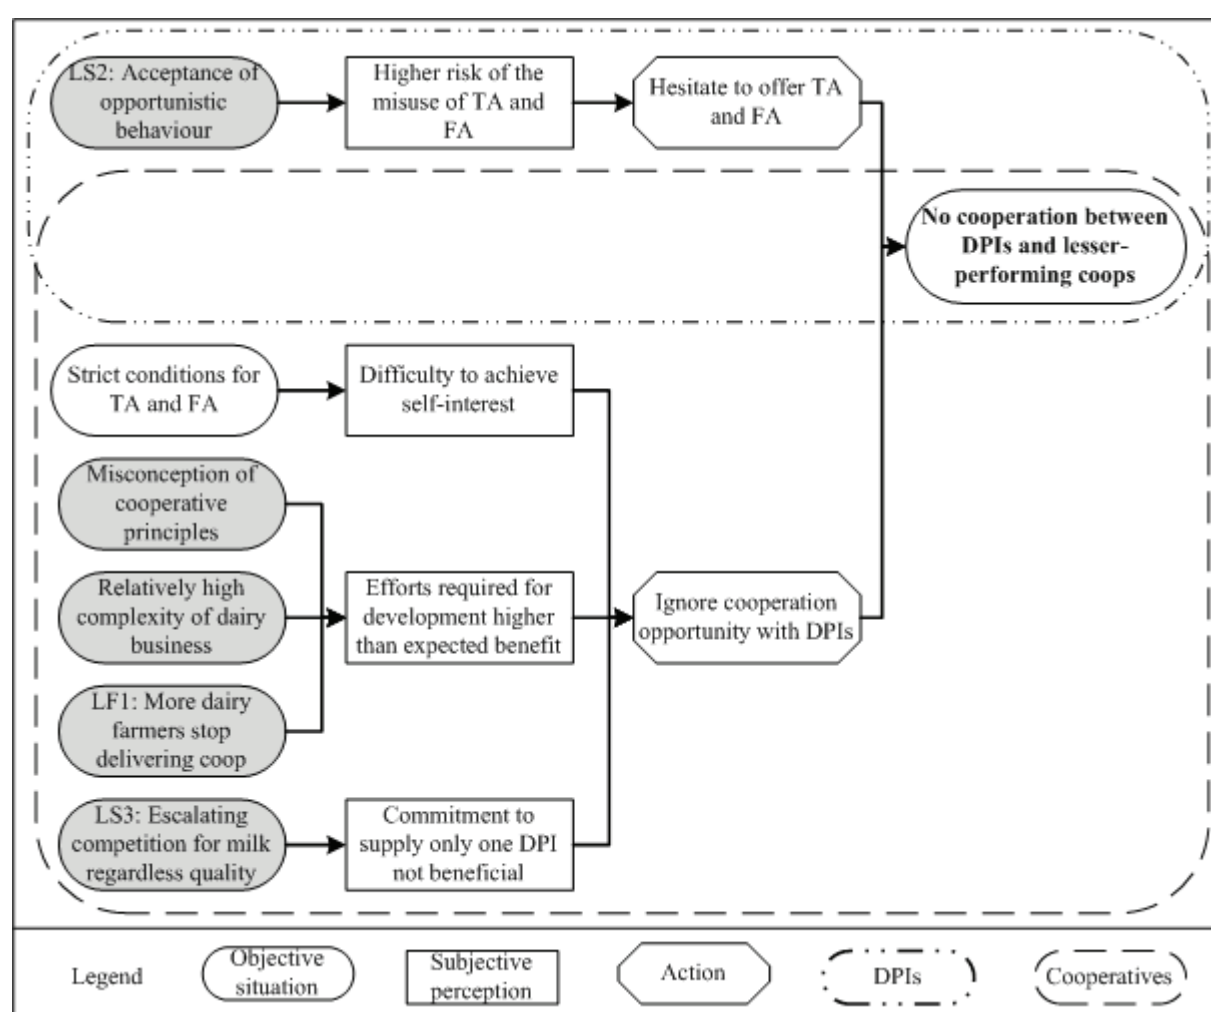 LS2: Acceptance of
opportunistic
behaviour
Higher risk of the
misuse of TA and
FA
Hesitate to offer TA
and FA
No cooperation between
DPIs and lesser-
performing coops
Strict conditions for
TA and FA
Difficulty to achieve
self-interest
Misconception of
cooperative
principles
Relatively high
complexity of dairy
business
Efforts required for
development higher
than expected benefit
Ignore cooperation
opportunity with DPIs
LF1: More dairy
farmers stop
delivering coop
LS3: Escalating
competition for milk
regardless quality
Commitment to
supply only one DPI
not beneficial
Legend
Objective
situation
Subjective
perception
Action
DPIs
Cooperatives